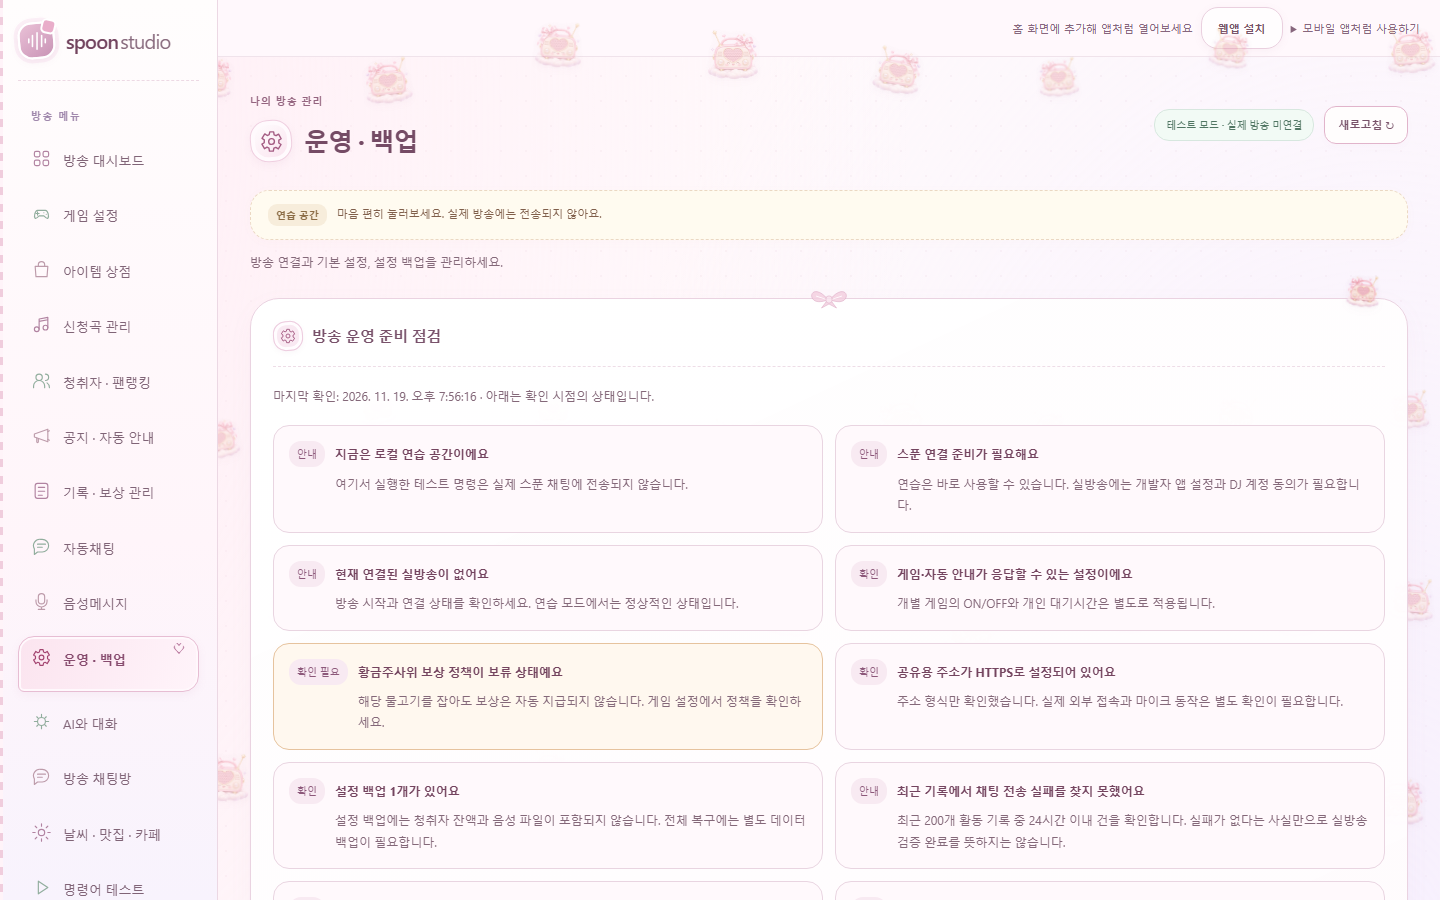 spoon studio
홈 화면에 추가해 앱처럼 열어보세요
웹앱 설치
▶ 모바일 앱처럼 사용하기
방송 메뉴
방송 대시보드
게임 설정
아이템 상점
신청곡 관리
청취자 · 팬랭킹
공지 · 자동 안내
기록 · 보상 관리
자동채팅
음성메시지
운영 · 백업
AI와 대화
방송 채팅방
날씨 · 맛집 · 카페
명령어 테스트
나의 방송 관리
운영 · 백업
테스트 모드 · 실제 방송 미연결
새로고침 ↻
연습 공간
마음 편히 눌러보세요. 실제 방송에는 전송되지 않아요.
방송 연결과 기본 설정, 설정 백업을 관리하세요.
방송 운영 준비 점검
마지막 확인: 2026. 11. 19. 오후 7:56:16 · 아래는 확인 시점의 상태입니다.
안내
지금은 로컬 연습 공간이에요
여기서 실행한 테스트 명령은 실제 스푼 채팅에 전송되지 않습니다.
안내
스푼 연결 준비가 필요해요
연습은 바로 사용할 수 있습니다. 실방송에는 개발자 앱 설정과 DJ 계정 동의가 필요합니
다.
안내
현재 연결된 실방송이 없어요
방송 시작과 연결 상태를 확인하세요. 연습 모드에서는 정상적인 상태입니다.
확인
게임·자동 안내가 응답할 수 있는 설정이에요
개별 게임의 ON/OFF와 개인 대기시간은 별도로 적용됩니다.
확인 필요
황금주사위 보상 정책이 보류 상태예요
해당 물고기를 잡아도 보상은 자동 지급되지 않습니다. 게임 설정에서 정책을 확인하
세요.
확인
공유용 주소가 HTTPS로 설정되어 있어요
주소 형식만 확인했습니다. 실제 외부 접속과 마이크 동작은 별도 확인이 필요합니다.
확인
설정 백업 1개가 있어요
설정 백업에는 청취자 잔액과 음성 파일이 포함되지 않습니다. 전체 복구에는 별도 데이터
백업이 필요합니다.
안내
최근 기록에서 채팅 전송 실패를 찾지 못했어요
최근 200개 활동 기록 중 24시간 이내 건을 확인합니다. 실패가 없다는 사실만으로 실방송
검증 완료를 뜻하지는 않습니다.